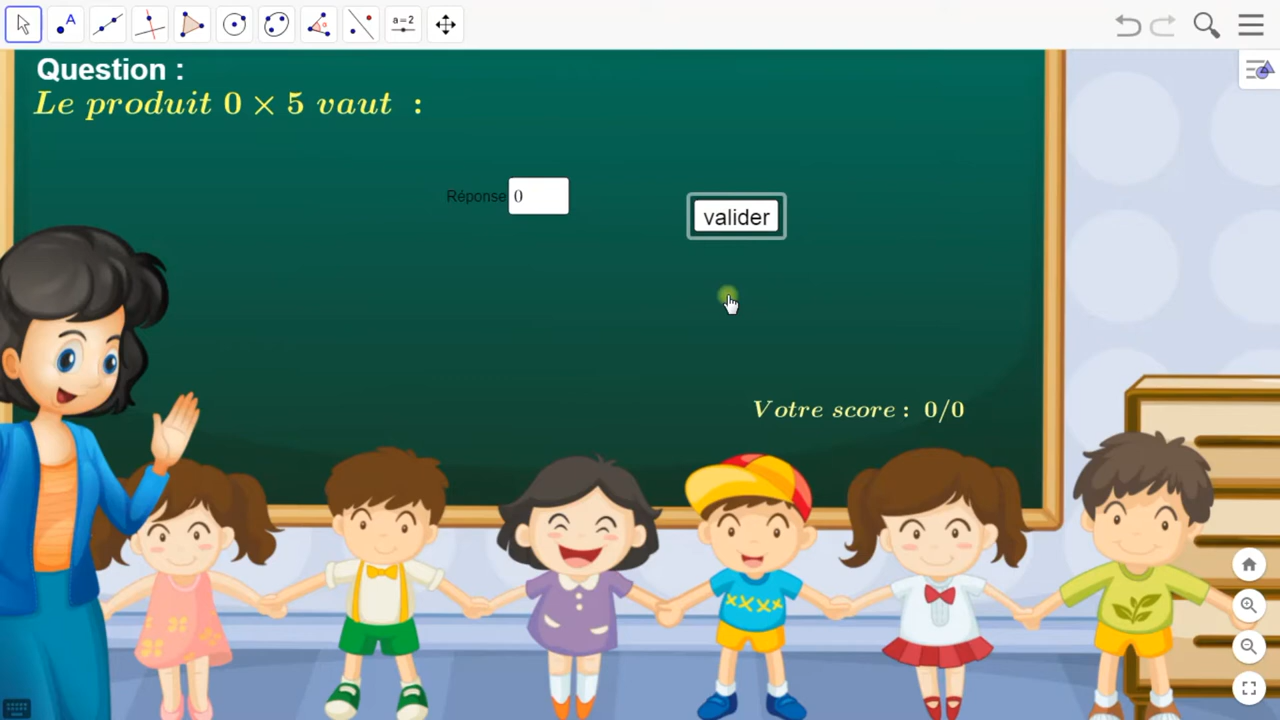 A
a=2
Question :
Le produit 0 × 5 vaut :
Réponse 0
valider
Votre score : 0/0